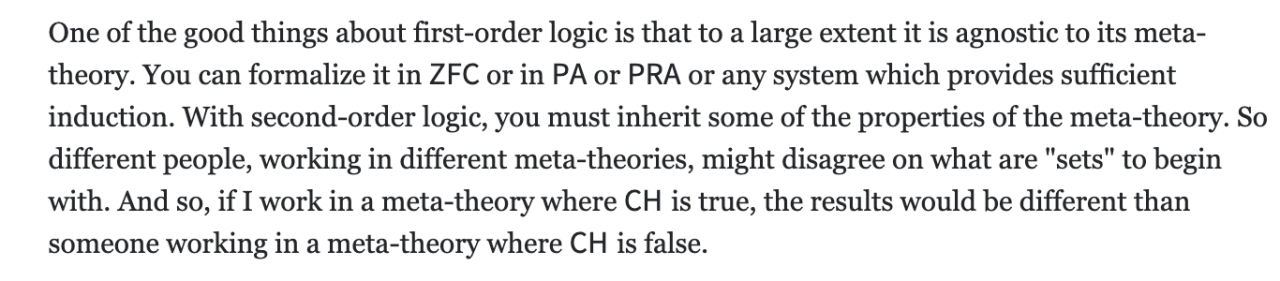 One of the good things about first-order logic is that to a large extent it is agnostic to its meta-
theory. You can formalize it in ZFC or in PA or PRA or any system which provides sufficient
induction. With second-order logic, you must inherit some of the properties of the meta-theory. So
different people, working in different meta-theories, might disagree on what are "sets" to begin
with. And so, if I work in a meta-theory where CH is true, the results would be different than
someone working in a meta-theory where CH is false.